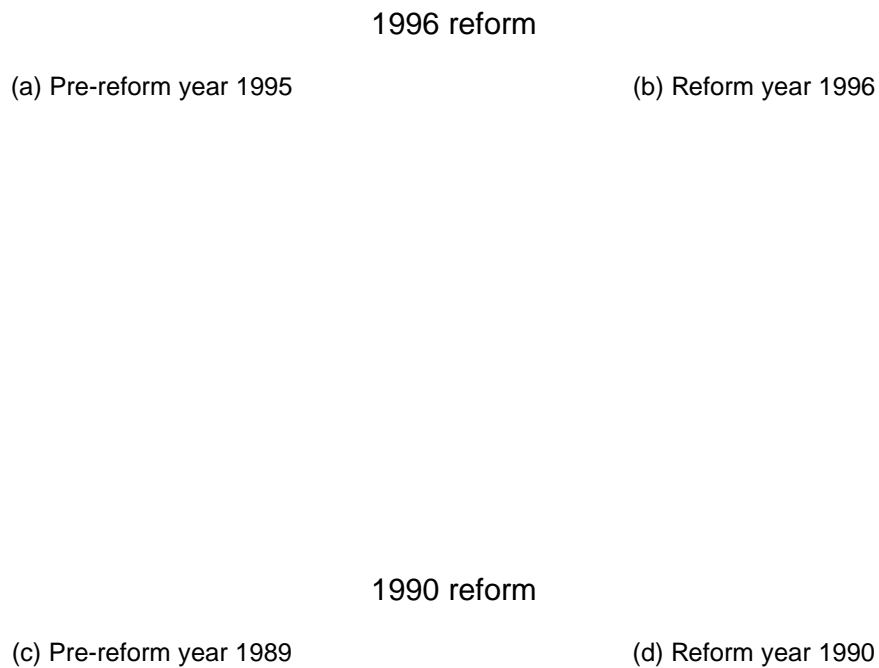 1996 reform
(a) Pre-reform year 1995 (b) Reform year 1996
1990 reform
(c) Pre-reform year 1989 (d) Reform year 1990